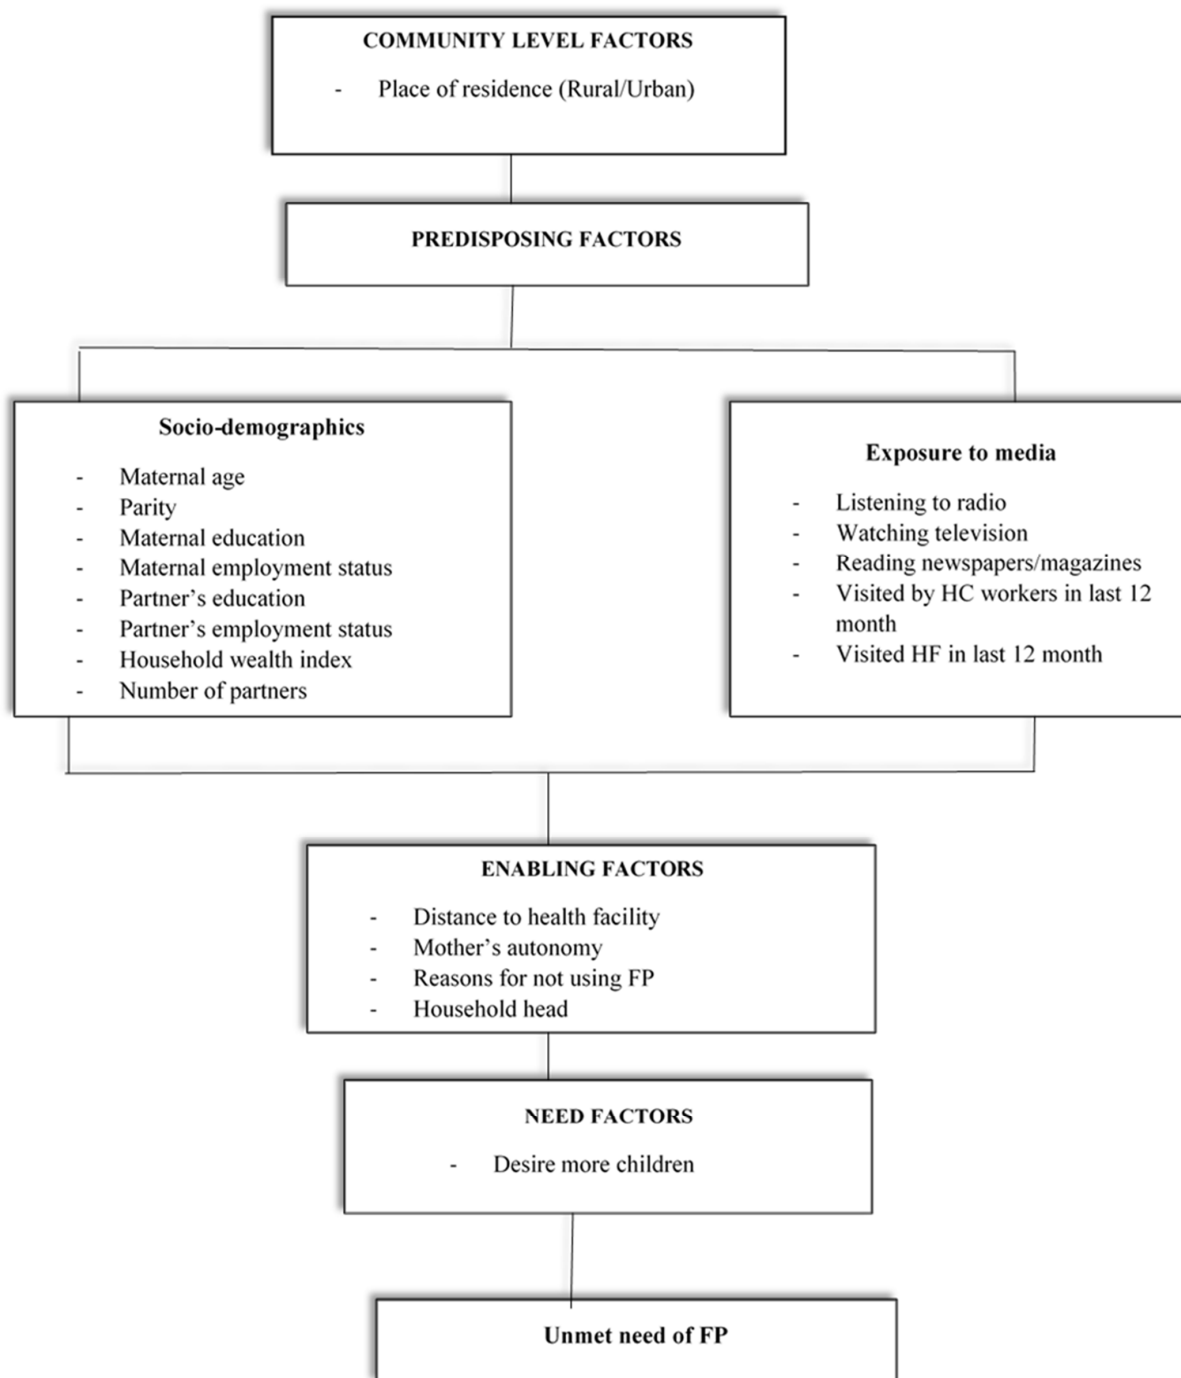 COMMUNITY LEVEL FACTORS
- Place of residence (Rural/Urban)
PREDISPOSING FACTORS
Socio-demographics
- Maternal age
- Parity
- Maternal education
- Maternal employment status
- Partner’s education
- Partner’s employment status
- Household wealth index
- Number of partners
Exposure to media
- Listening to radio
- Watching television
- Reading newspapers/magazines
- Visited by HC workers in last 12
month
- Visited HF in last 12 month
ENABLING FACTORS
- Distance to health facility
- Mother’s autonomy
- Reasons for not using FP
- Household head
NEED FACTORS
- Desire more children
Unmet need of FP